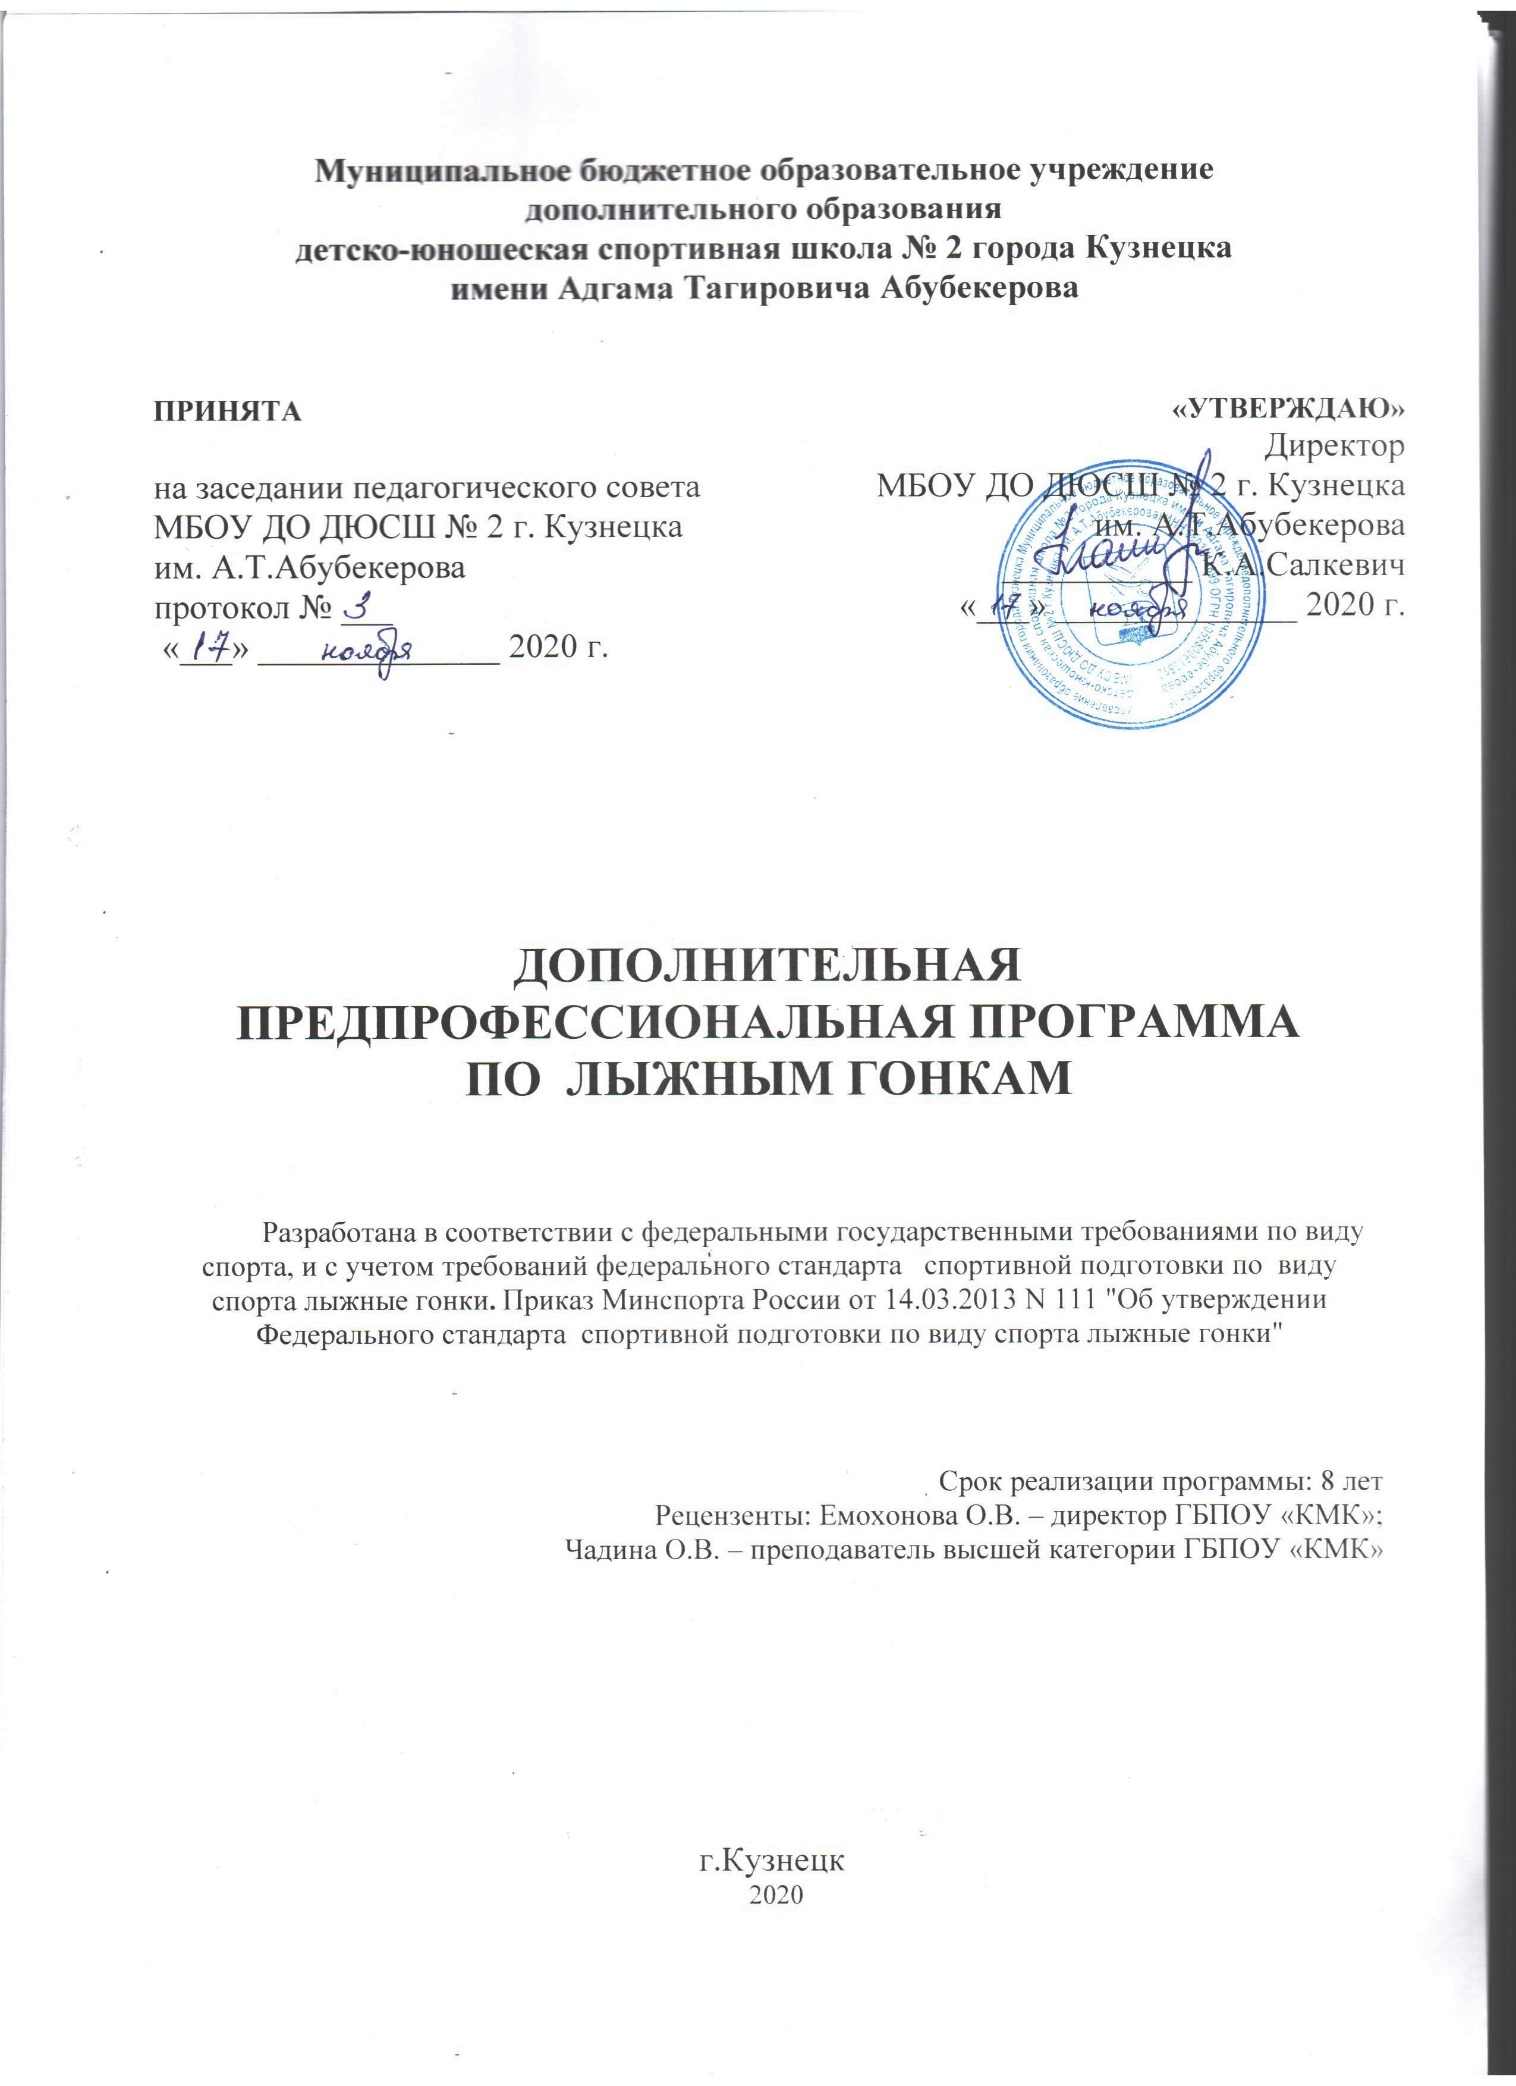 Муниципальное бюджетное образовательное учреждение
дополнительного образования
детско-юношеская спортивная школа № 2 города Кузнецка
имени Адгама Тагировича Абубекерова
ПРИНЯТА
на заседании педагогического совета
МБОУ ДО ДЮСШ № 2 г. Кузнецка
им. А.Т.Абубекерова
протокол № 3
«17» ноября 2020 г.
«УТВЕРЖДАЮ»
Директор
МБОУ ДО ДЮСШ № 2 г. Кузнецка
им. А.Т.Абубекерова
К.А.Салкевич
«17» ноября 2020 г.
ДОПОЛНИТЕЛЬНАЯ
ПРЕДПРОФЕССИОНАЛЬНАЯ ПРОГРАММА
ПО ЛЫЖНЫМ ГОНКАМ
Разработана в соответствии с федеральными государственными требованиями по виду
спорта, и с учетом требований федерального стандарта спортивной подготовки по виду
спорта лыжные гонки. Приказ Минспорта России от 14.03.2013 N 111 "Об утверждении
Федерального стандарта спортивной подготовки по виду спорта лыжные гонки"
Срок реализации программы: 8 лет
Рецензенты: Емохонова О.В. – директор ГБПОУ «КМК»;
Чадина О.В. – преподаватель высшей категории ГБПОУ «КМК»
г.Кузнецк
2020